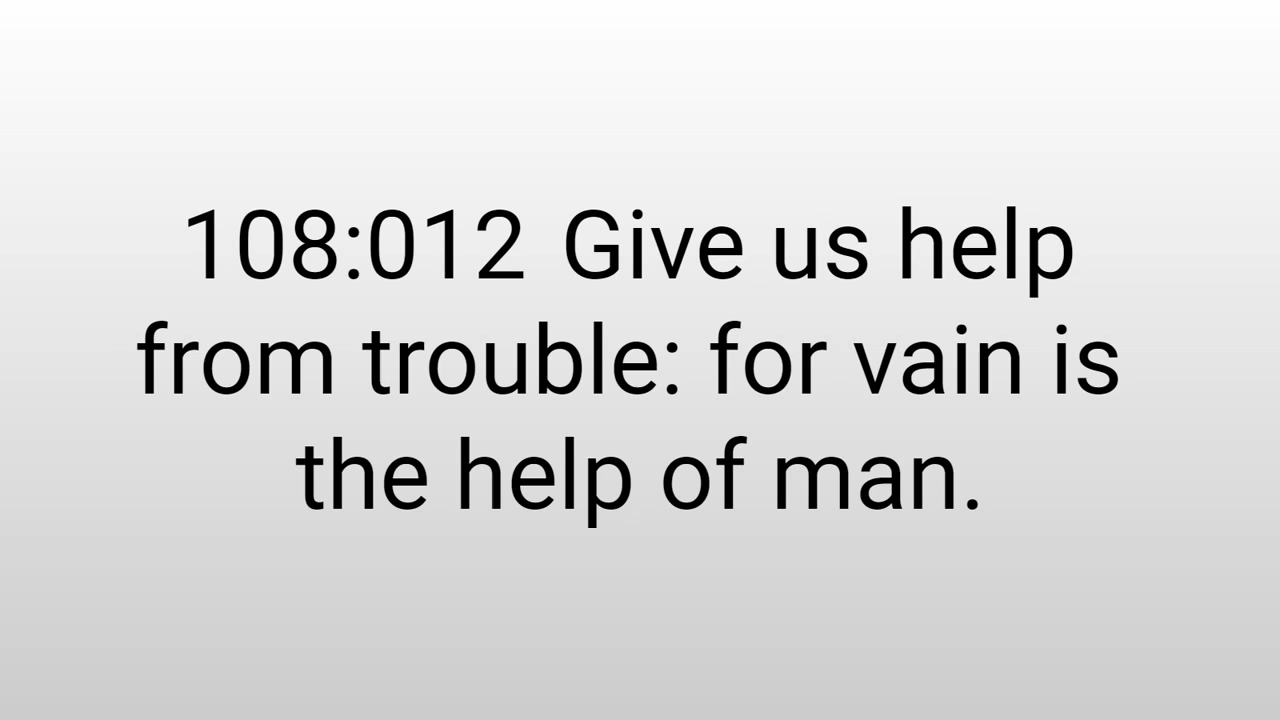 108:012 Give us help
from trouble: for vain is
the help of man.